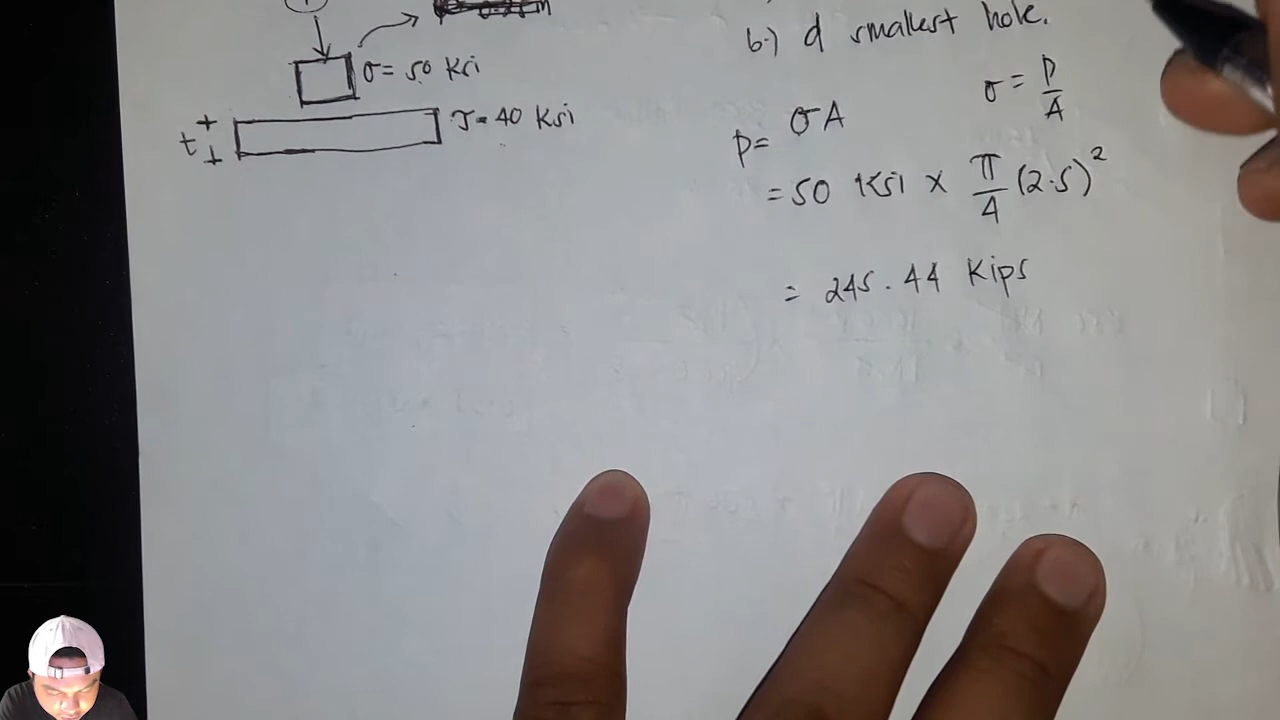 b.) d smallest hole.
σ = 50 Ksi
σ = P/A
t
τ = 40 Ksi
P = σA
= 50 Ksi x π/4 (2.5)²
= 245.44 Kips